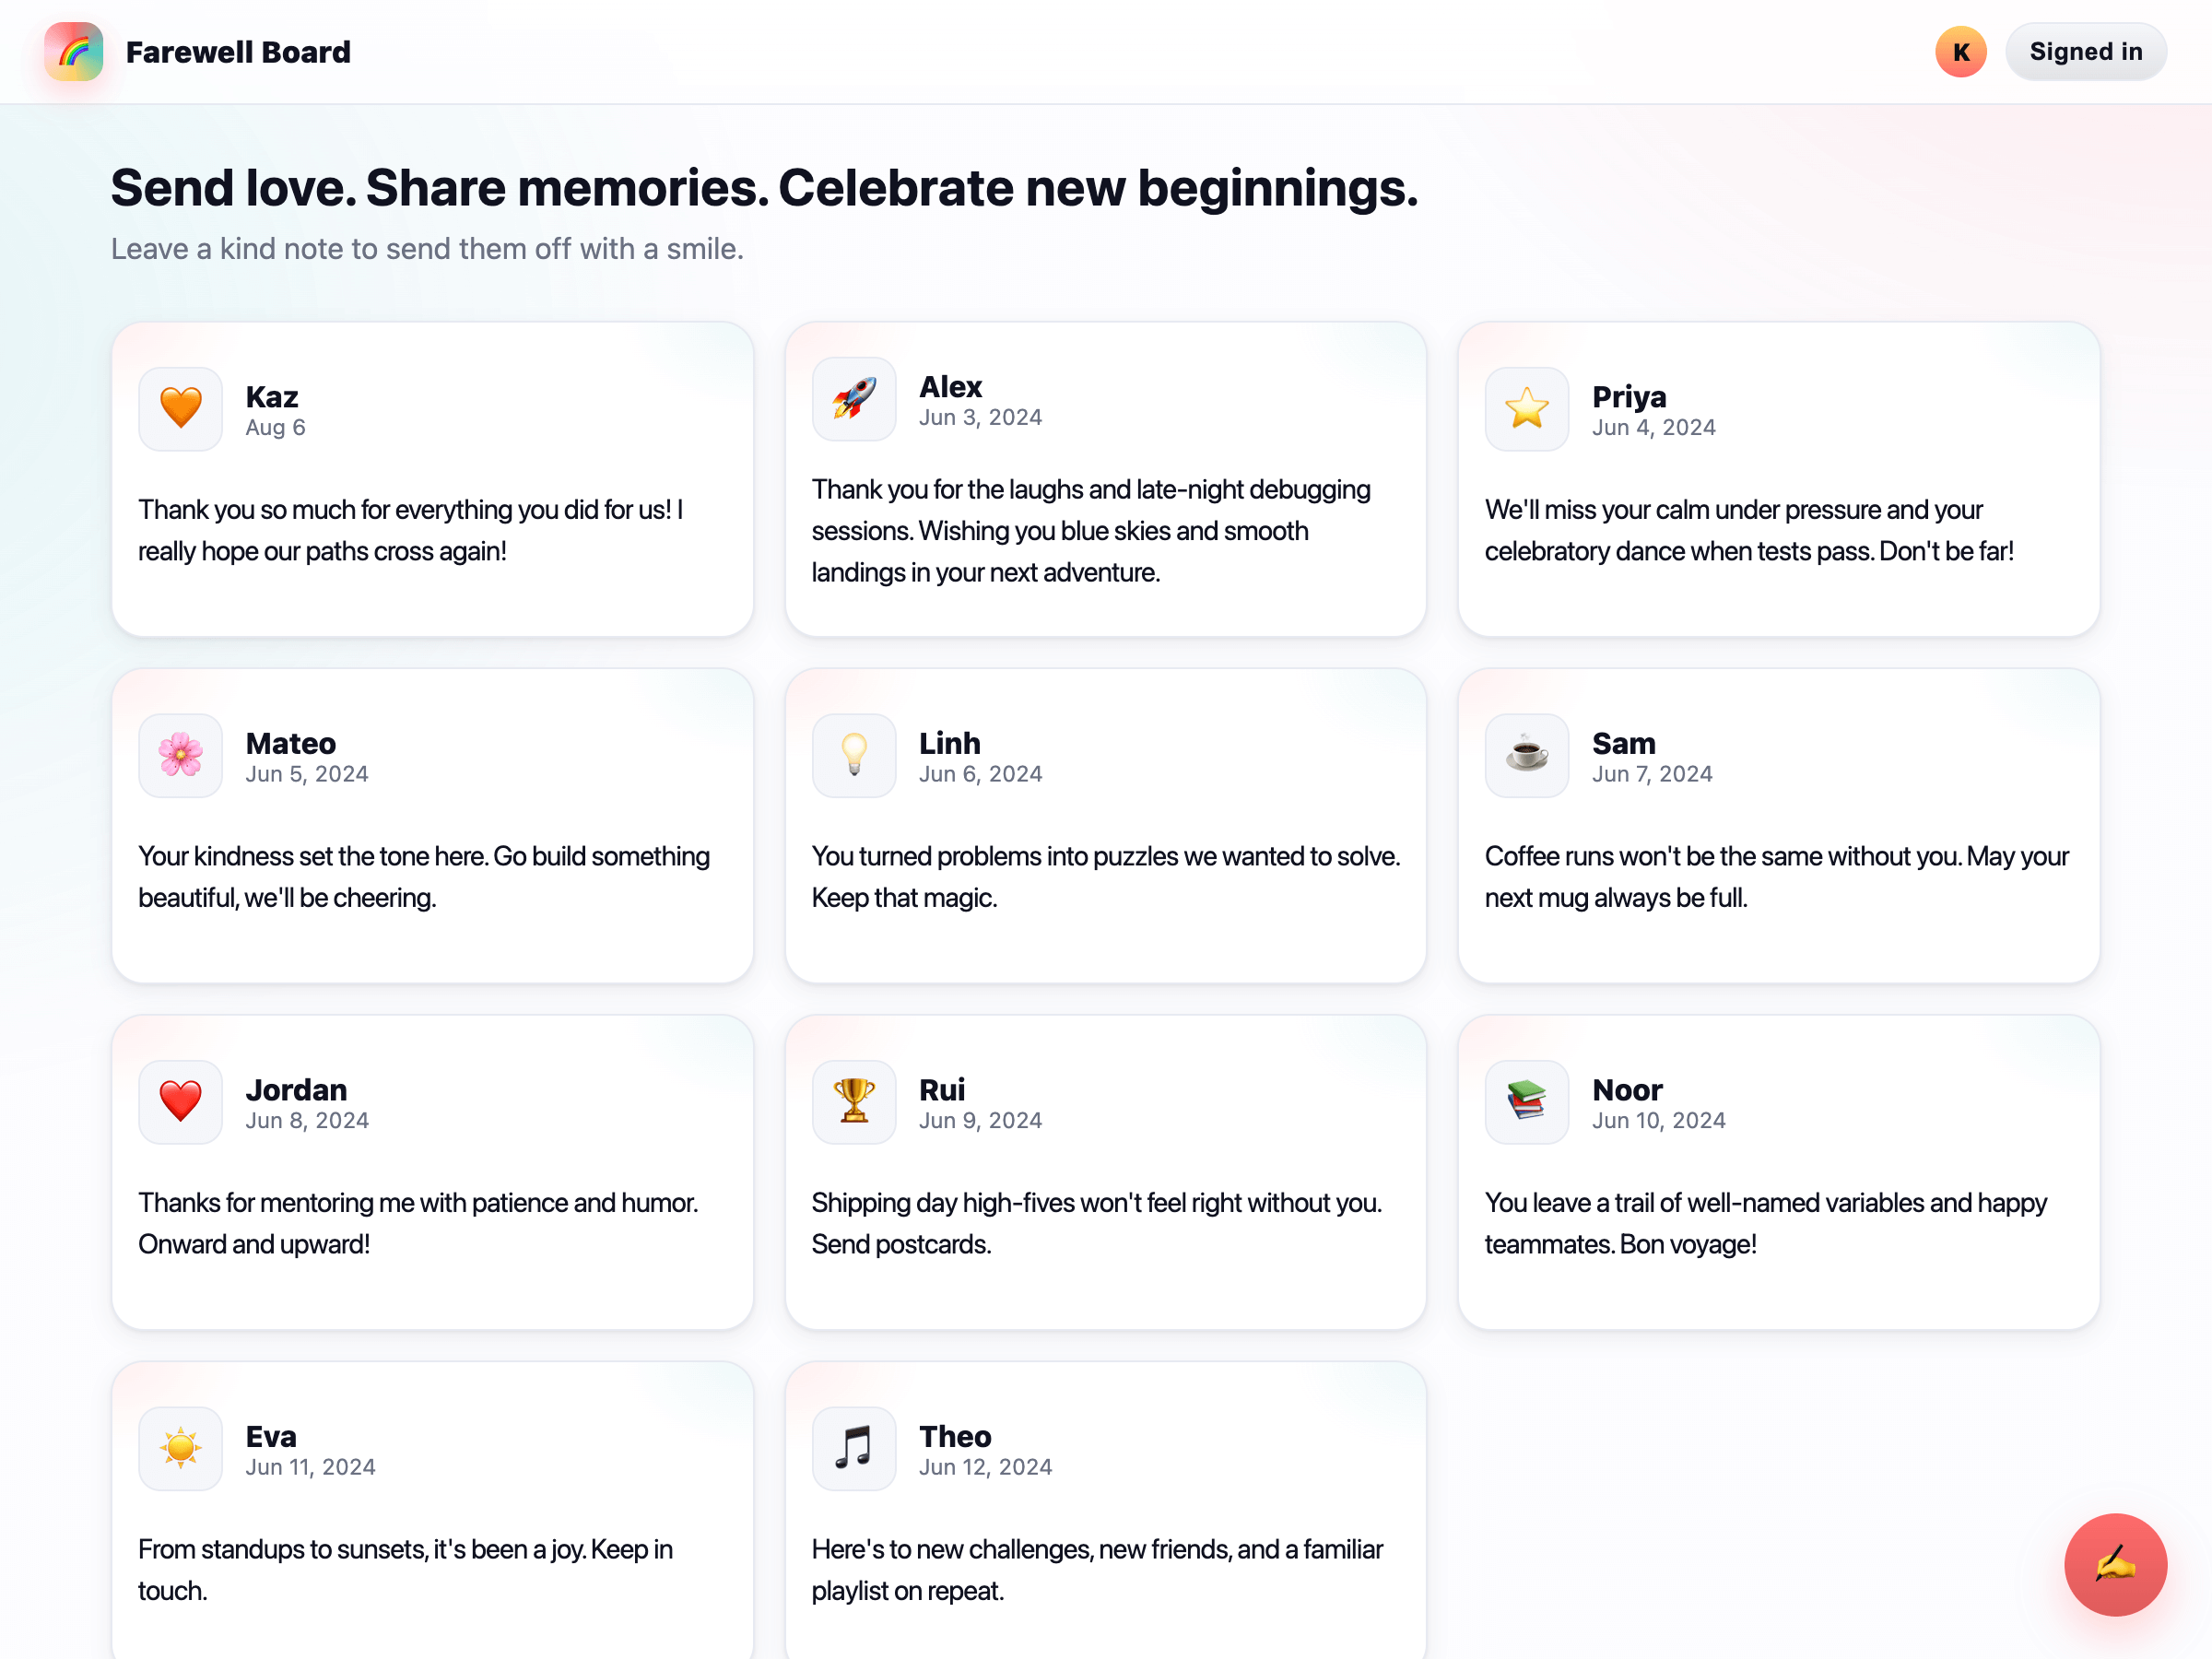 Farewell Board
K
Signed in
Send love. Share memories. Celebrate new beginnings.
Leave a kind note to send them off with a smile.
Kaz
Aug 6
Thank you so much for everything you did for us! I
really hope our paths cross again!
Alex
Jun 3, 2024
Thank you for the laughs and late-night debugging
sessions. Wishing you blue skies and smooth
landings in your next adventure.
Priya
Jun 4, 2024
We'll miss your calm under pressure and your
celebratory dance when tests pass. Don't be far!
Mateo
Jun 5, 2024
Your kindness set the tone here. Go build something
beautiful, we'll be cheering.
Linh
Jun 6, 2024
You turned problems into puzzles we wanted to solve.
Keep that magic.
Sam
Jun 7, 2024
Coffee runs won't be the same without you. May your
next mug always be full.
Jordan
Jun 8, 2024
Thanks for mentoring me with patience and humor.
Onward and upward!
Rui
Jun 9, 2024
Shipping day high-fives won't feel right without you.
Send postcards.
Noor
Jun 10, 2024
You leave a trail of well-named variables and happy
teammates. Bon voyage!
Eva
Jun 11, 2024
From standups to sunsets, it's been a joy. Keep in
touch.
Theo
Jun 12, 2024
Here's to new challenges, new friends, and a familiar
playlist on repeat.